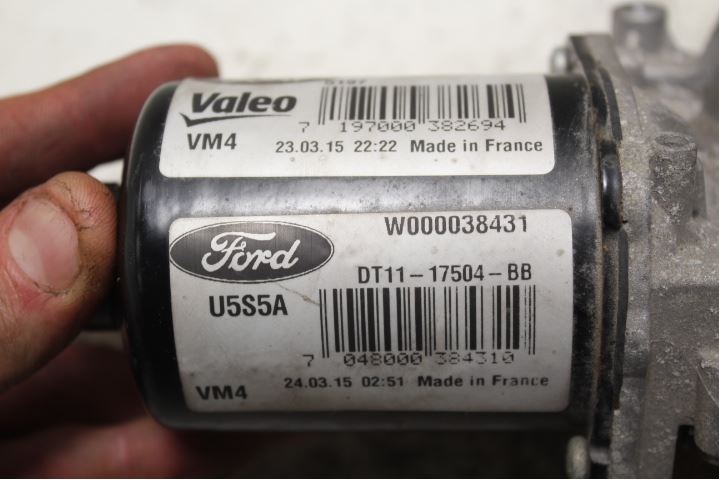 Valeo
7 197000 382694
VM4
23.03.15 22:22 Made in France
Ford
W000038431
DT11-17504-BB
U5S5A
7 048000 384310
VM4
24.03.15 02:51 Made in France